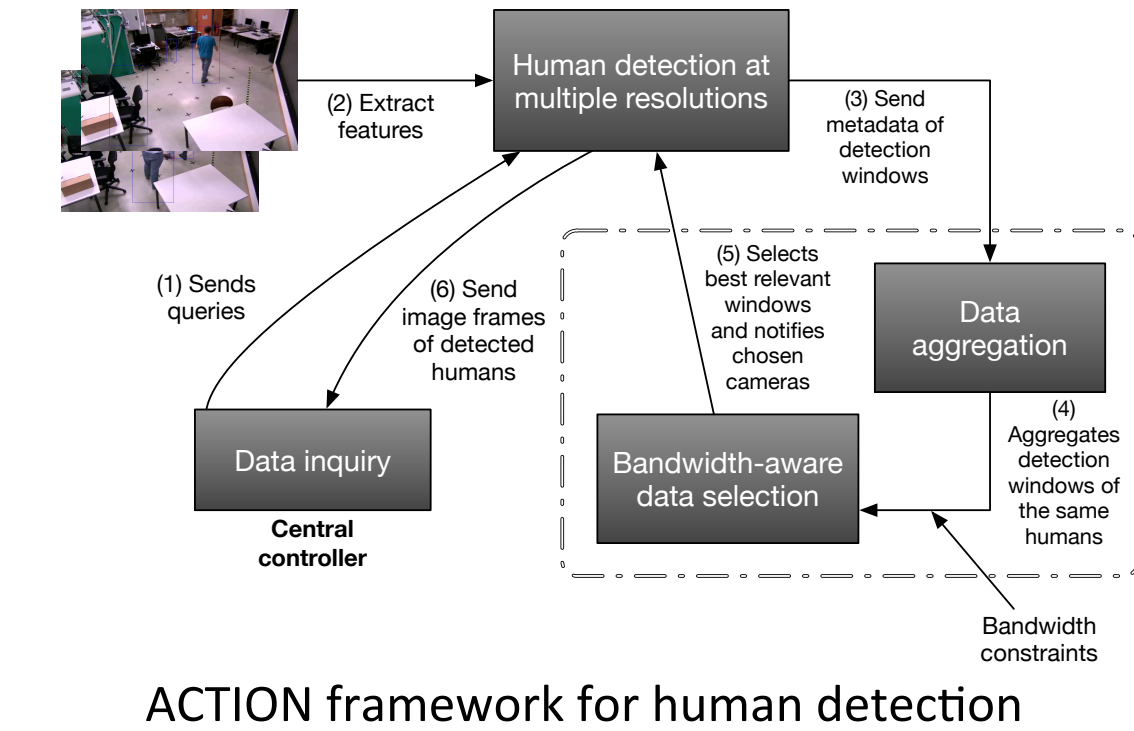 Human detection at
multiple resolutions
(2) Extract
features
(3) Send
metadata of
detection
windows
(1) Sends
queries
(6) Send
image frames
of detected
humans
(5) Selects
best relevant
windows
and notifies
chosen
cameras
Data
aggregation
(4)
Aggregates
detection
windows of
the same
humans
Data inquiry
Central
controller
Bandwidth-aware
data selection
Bandwidth
constraints
ACTION framework for human detection